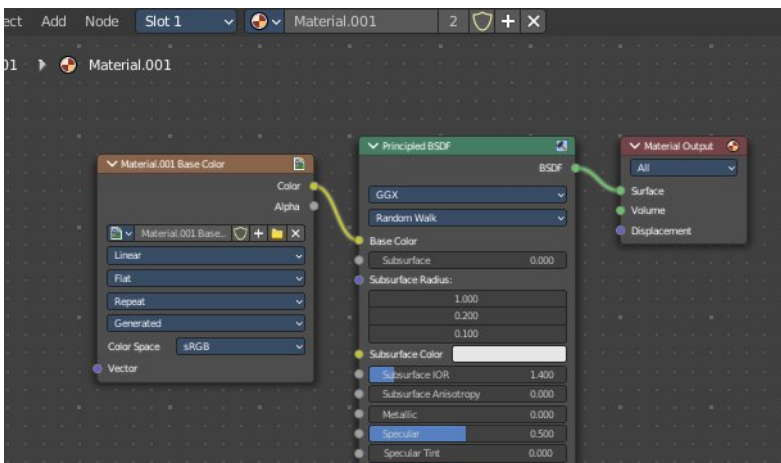 ect Add Node Slot 1 Material.001 2
01 Material.001
Material.001 Base Color
Color
Alpha
Material.001 Base...
Linear
Flat
Repeat
Generated
Color Space sRGB
Vector
Principled BSDF
BSDF
GGX
Random Walk
Base Color
Subsurface 0.000
Subsurface Radius:
1.000
0.200
0.100
Subsurface Color
Subsurface IOR 1.400
Subsurface Anisotropy 0.000
Metallic 0.000
Specular 0.500
Specular Tint 0.000
Material Output
All
Surface
Volume
Displacement